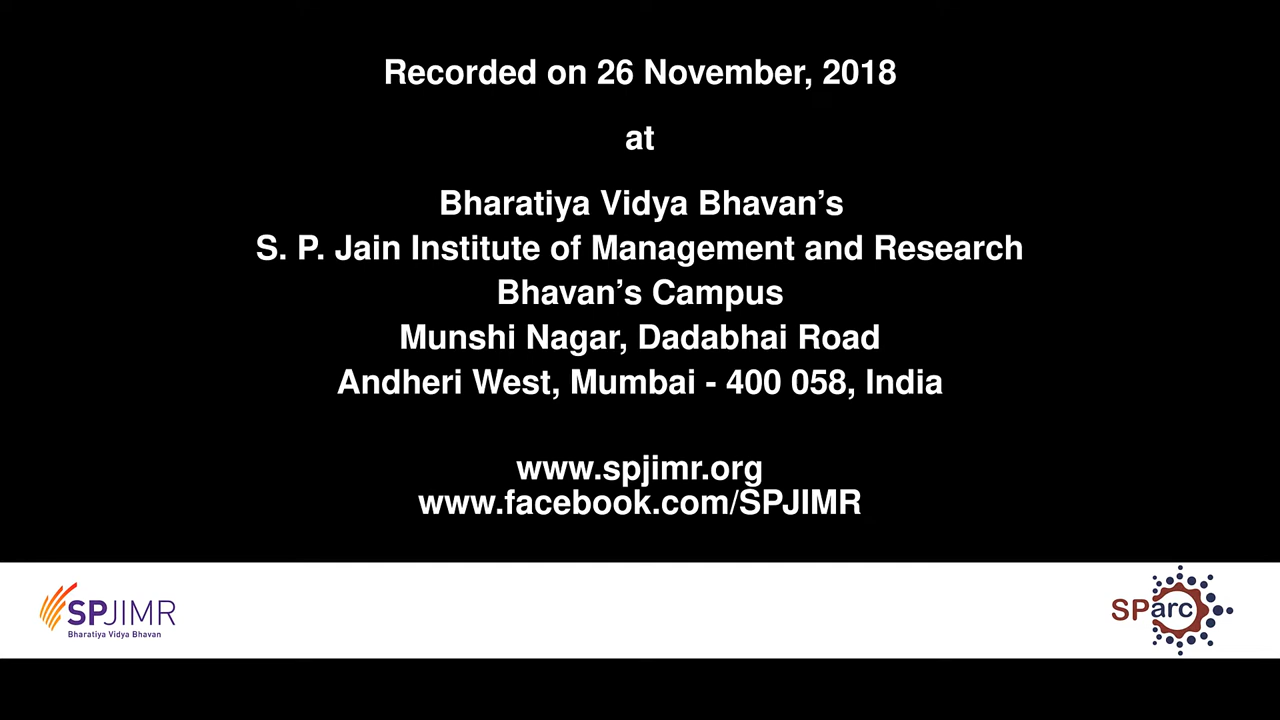 Recorded on 26 November, 2018
at
Bharatiya Vidya Bhavan’s
S. P. Jain Institute of Management and Research
Bhavan’s Campus
Munshi Nagar, Dadabhai Road
Andheri West, Mumbai - 400 058, India
www.spjimr.org
www.facebook.com/SPJIMR
SPJIMR
Bharatiya Vidya Bhavan
SParc